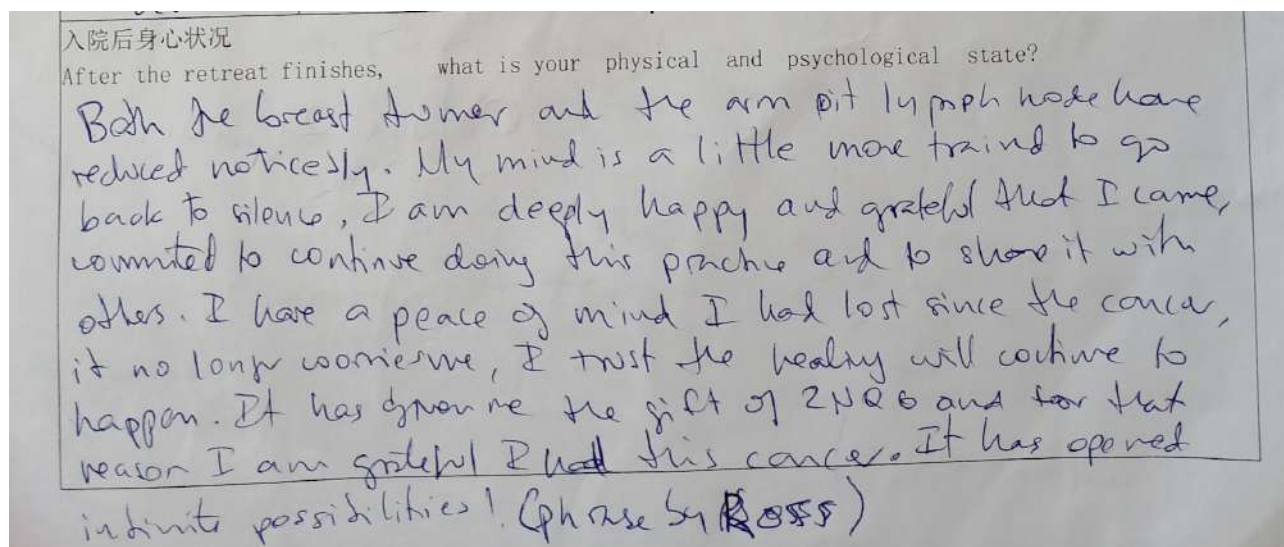 入院后身心状况
After the retreat finishes, what is your physical and psychological state?
Both the breast tumer and the arm pit lymph node have
reduced noticesly. My mind is a little more traind to go
back to silence, I am deeply happy and grateful that I came,
commited to continue doing this practice and to share it with
others. I have a peace of mind I had lost since the cancer,
it no longer worries me, I trust the healing will continue to
happen. It has given me the gift of ZNQG and for that
reason I am grateful I had this cancer. It has opened
infinite possibilities! (phrase by Ross)